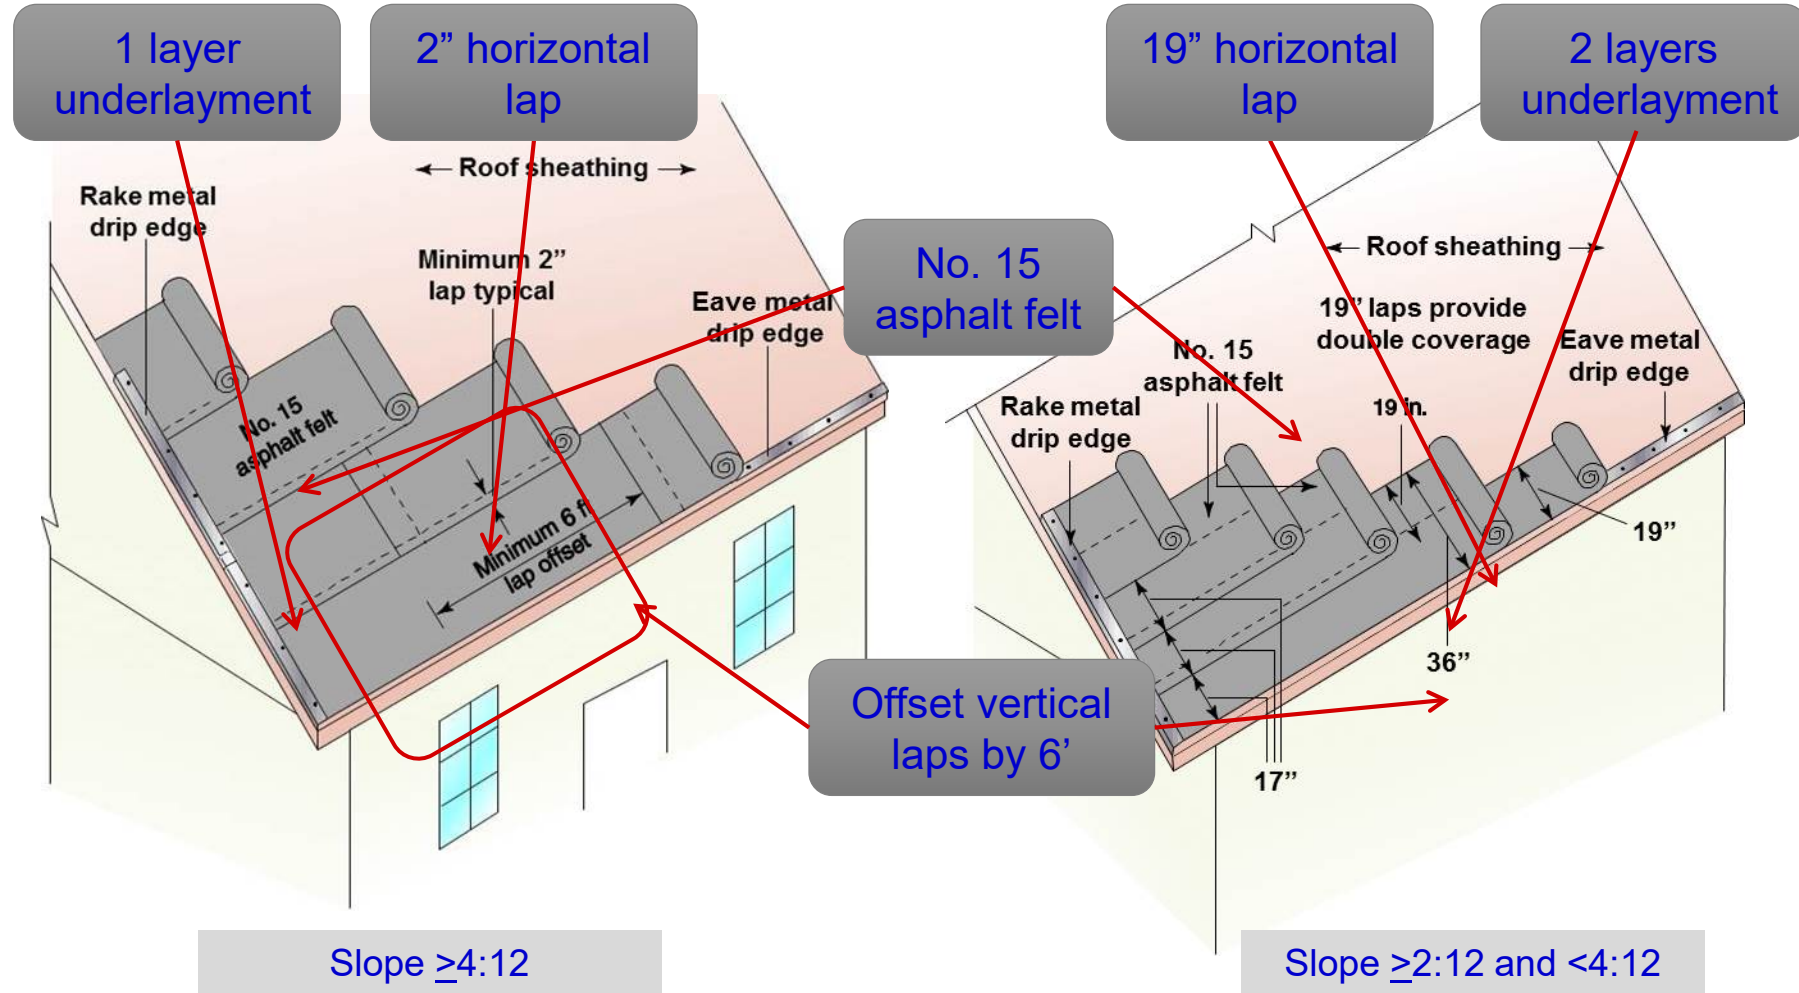 1 layer
underlayment
2” horizontal
lap
19” horizontal
lap
2 layers
underlayment
Roof sheathing
Rake metal
drip edge
Minimum 2”
lap typical
Eave metal
drip edge
No. 15
asphalt felt
No. 15
asphalt felt
Minimum 6 ft
lap offset
Roof sheathing
19” laps provide
double coverage
No. 15
asphalt felt
Eave metal
drip edge
Rake metal
drip edge
19 in.
19”
36”
17”
Offset vertical
laps by 6’
Slope ≥4:12
Slope ≥2:12 and <4:12